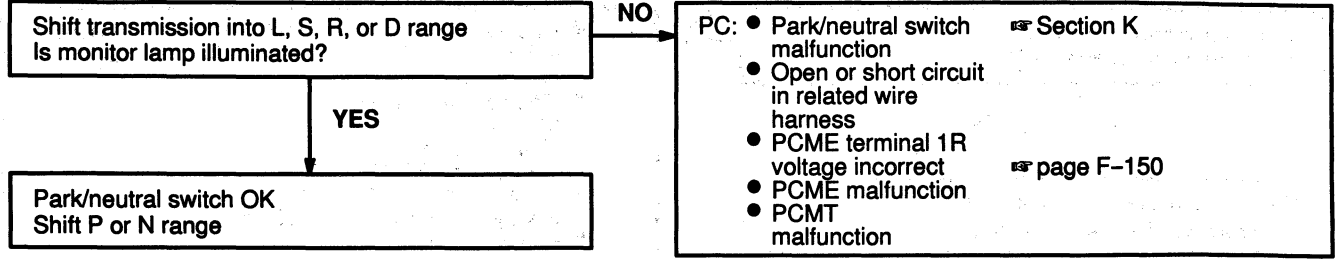 Shift transmission into L, S, R, or D range
Is monitor lamp illuminated?
NO
YES
Park/neutral switch OK
Shift P or N range
PC: ● Park/neutral switch ☞ Section K
malfunction
● Open or short circuit
in related wire
harness
● PCME terminal 1R
voltage incorrect ☞ page F–150
● PCME malfunction
● PCMT
malfunction